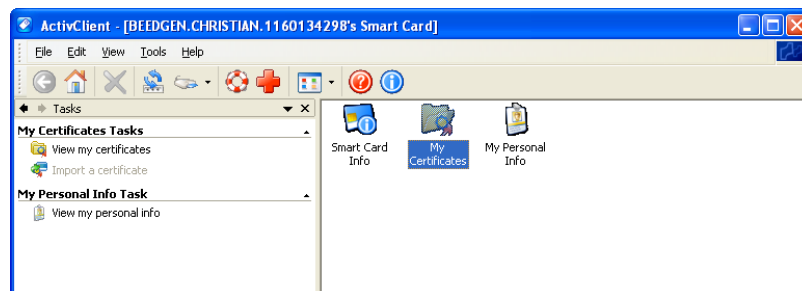 ActivClient - [BEEDGEN.CHRISTIAN.1160134298's Smart Card]
File Edit View Tools Help
Tasks
My Certificates Tasks
View my certificates
Import a certificate
My Personal Info Task
View my personal info
Smart Card
Info
My
Certificates
My Personal
Info